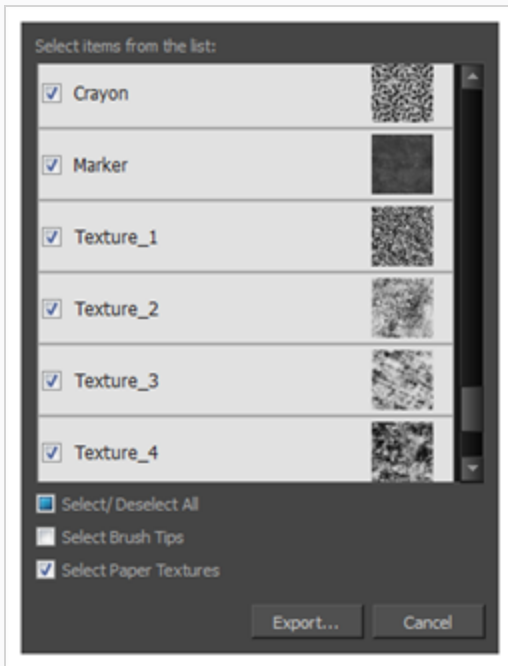 Select items from the list:
Crayon
Marker
Texture_1
Texture_2
Texture_3
Texture_4
Select/ Deselect All
Select Brush Tips
Select Paper Textures
Export... Cancel